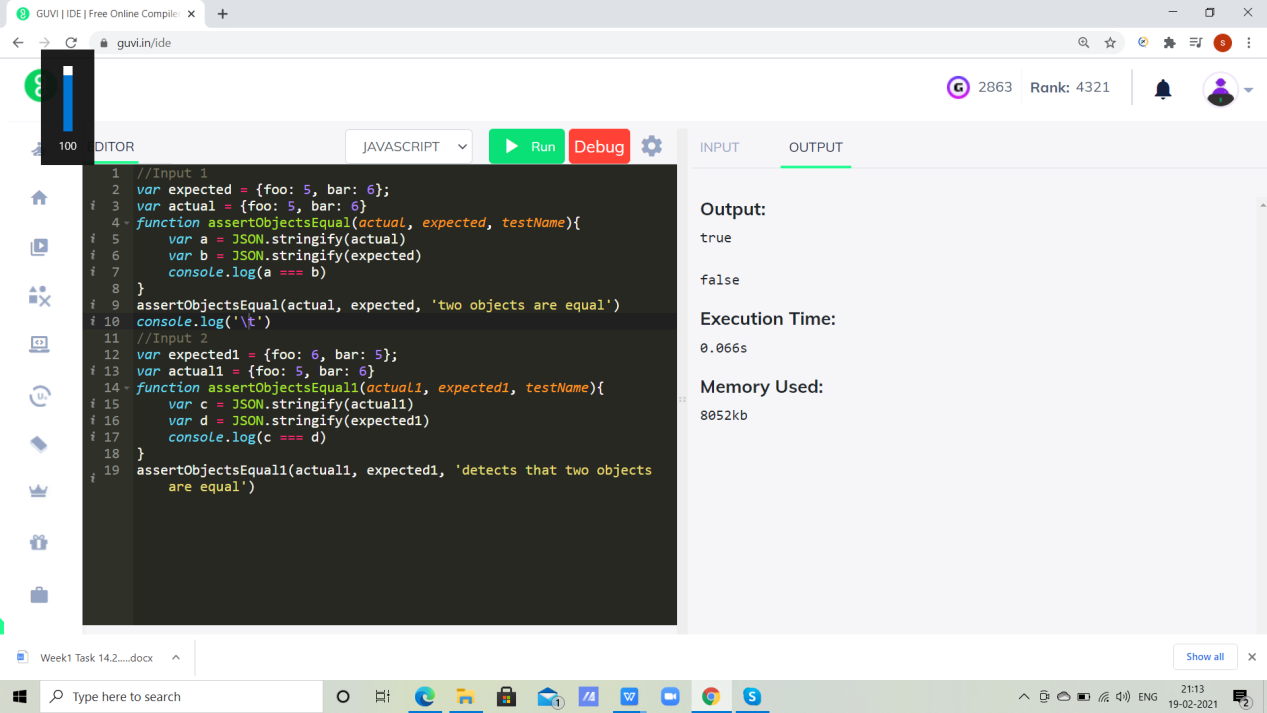 GUVI | IDE | Free Online Compile
guvi.in/ide
2863 Rank: 4321
100
EDITOR
JAVASCRIPT
Run
Debug
INPUT
OUTPUT
1 //Input 1
2 var expected = {foo: 5, bar: 6};
3 var actual = {foo: 5, bar: 6}
4 function assertObjectsEqual(actual, expected, testName){
5 var a = JSON.stringify(actual)
6 var b = JSON.stringify(expected)
7 console.log(a === b)
8 }
9 assertObjectsEqual(actual, expected, 'two objects are equal')
10 console.log('\t')
11 //Input 2
12 var expected1 = {foo: 6, bar: 5};
13 var actual1 = {foo: 5, bar: 6}
14 function assertObjectsEqual1(actual1, expected1, testName){
15 var c = JSON.stringify(actual1)
16 var d = JSON.stringify(expected1)
17 console.log(c === d)
18 }
19 assertObjectsEqual1(actual1, expected1, 'detects that two objects
are equal')
Output:
true
false
Execution Time:
0.066s
Memory Used:
8052kb
Week1 Task 14.2.....docx
Show all
Type here to search
1
ENG
21:13
19-02-2021
2